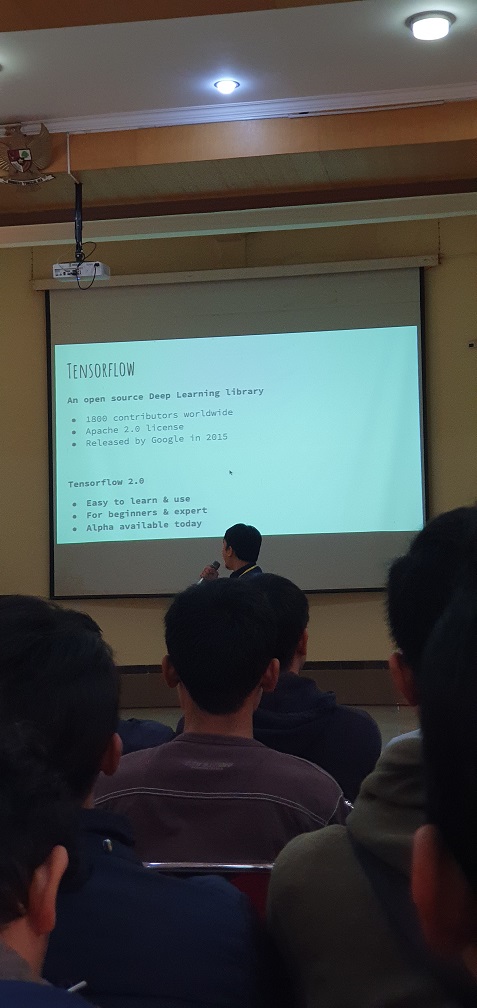 TENSORFLOW
An open source Deep Learning library
● 1800 contributors worldwide
● Apache 2.0 license
● Released by Google in 2015
Tensorflow 2.0
● Easy to learn & use
● For beginners & expert
● Alpha available today